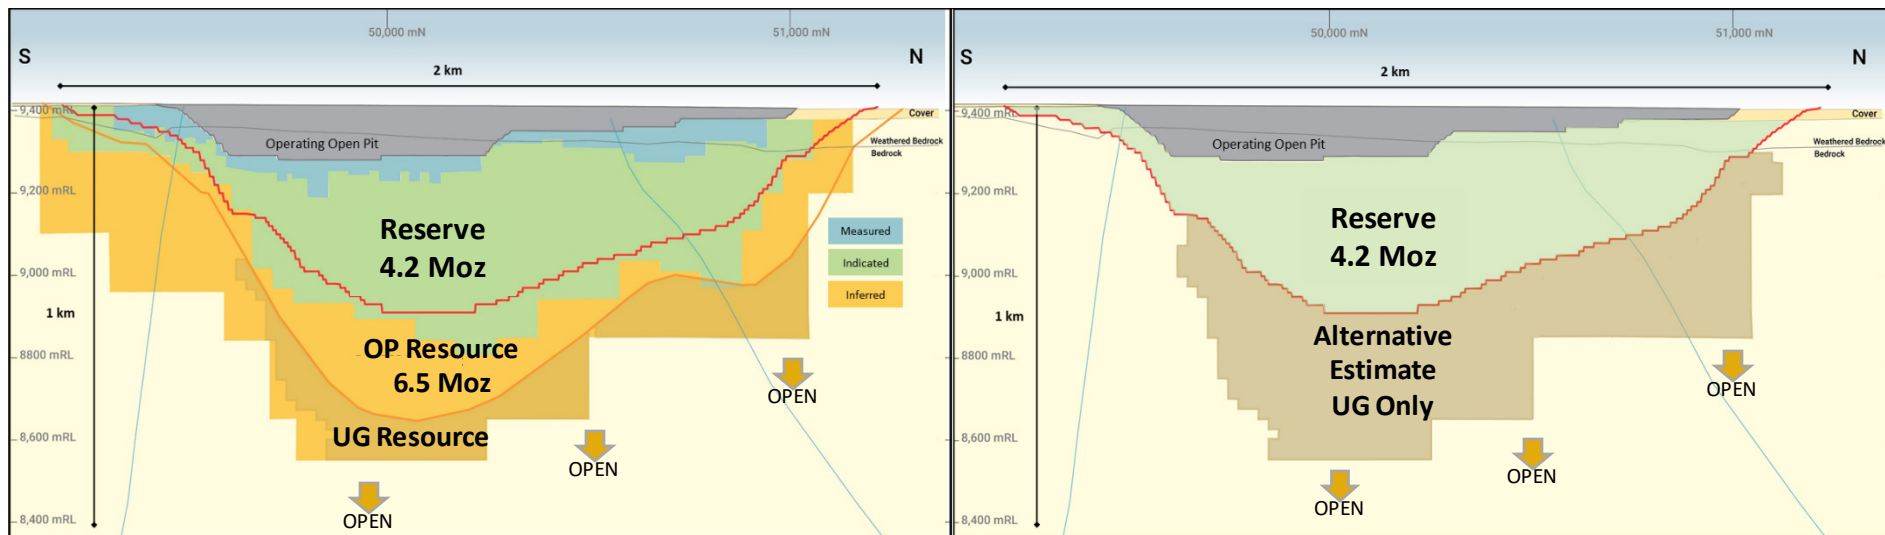 50,000 mN
51,000 mN
S
N
2 km
9,400 mRL
Cover
Operating Open Pit
Weathered Bedrock
Bedrock
9,200 mRL
Reserve
4.2 Moz
Measured
Indicated
Inferred
9,000 mRL
1 km
OP Resource
6.5 Moz
8800 mRL
UG Resource
8,600 mRL
OPEN
OPEN
OPEN
8,400 mRL
50,000 mN
51,000 mN
S
N
2 km
9,400 mRL
Cover
Operating Open Pit
Weathered Bedrock
Bedrock
9,200 mRL
Reserve
4.2 Moz
9,000 mRL
1 km
Alternative
Estimate
UG Only
8800 mRL
OPEN
8,600 mRL
OPEN
OPEN
8,400 mRL